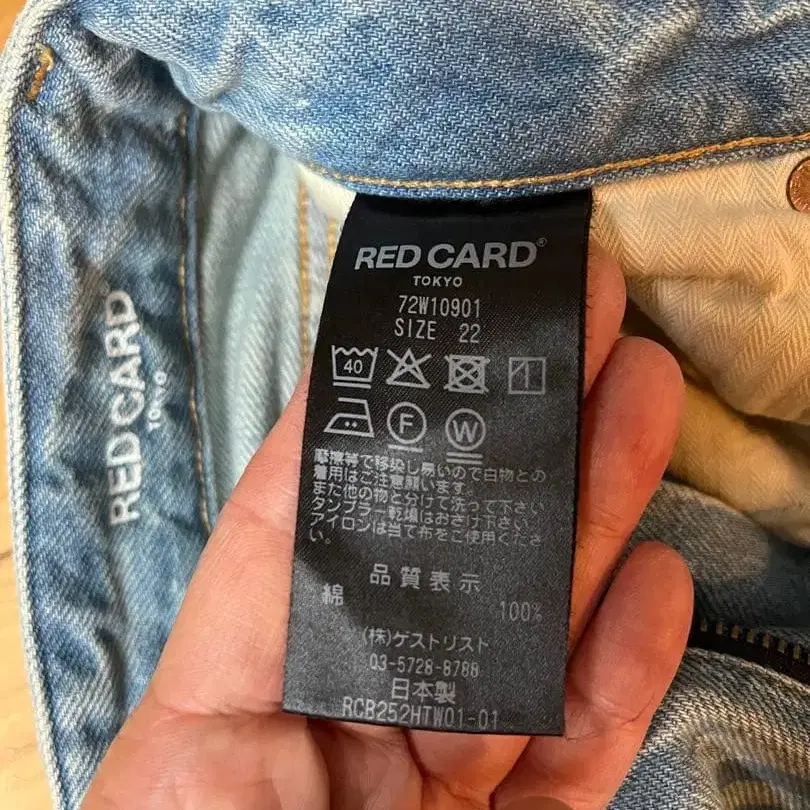 RED CARD®
TOKYO
72W10901
SIZE 22
40
F
W
摩擦等で移染し易いので白物との
着用はご注意願います。
また他の物と分けて洗って下さい
タンブラー乾燥はおさけ下さい
アイロンは当て布をご使用くださ
い。
品質表示
綿 100%
(株)ゲストリスト
03-5728-8788
日本製
RCB252HTW01-01
RED CARD
TOKYO